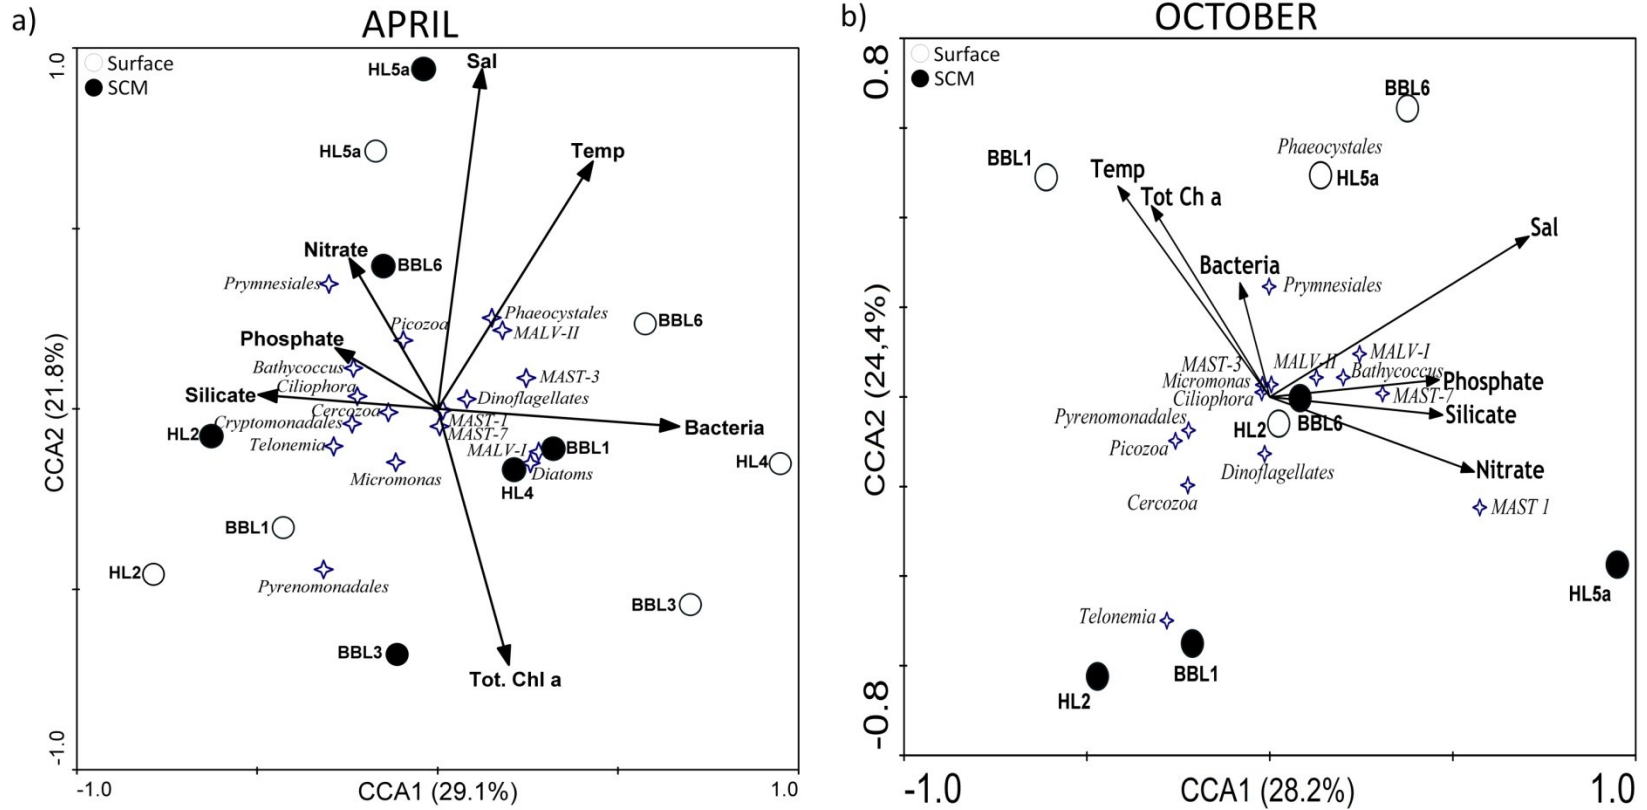 a)
APRIL
Surface
SCM
1.0
HL5a
Sal
HL5a
Temp
Nitrate
BBL6
Prymnesiales
Phaeocystales
BBL6
Picozoa
MALV-II
Phosphate
Bathycoccus
MAST-3
Ciliophora
Silicate
Dinoflagellates
Cercozoa
Cryptomonadales
MAST-1
Bacteria
HL2
MAST-7
Telonemia
MALV-I
BBL1
HL4
Micromonas
Diatoms
HL4
BBL1
HL2
Pyrenomonadales
BBL3
BBL3
Tot. Chl a
CCA2 (21.8%)
-1.0
-1.0
CCA1 (29.1%)
1.0
b)
OCTOBER
Surface
SCM
0.8
BBL6
Phaeocystales
BBL1
Temp
HL5a
Tot Ch a
Sal
Bacteria
Prymnesiales
MAST-3
MALV-II
MALV-I
Micromonas
Bathycoccus
Phosphate
Ciliophora
MAST-7
Silicate
Pyrenomonadales
HL2
BBL6
Picozoa
Dinoflagellates
Nitrate
Cercozoa
MAST 1
HL5a
Telonemia
BBL1
HL2
CCA2 (24,4%)
-0.8
-1.0
CCA1 (28.2%)
1.0